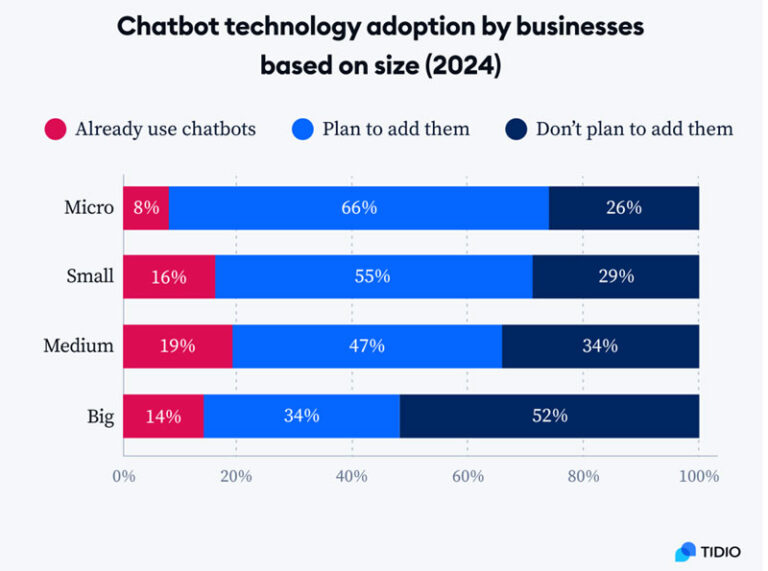 Chatbot technology adoption by businesses
based on size (2024)
Already use chatbots Plan to add them Don’t plan to add them
Micro 8% 66% 26%
Small 16% 55% 29%
Medium 19% 47% 34%
Big 14% 34% 52%
0% 20% 40% 60% 80% 100%
TIDIO